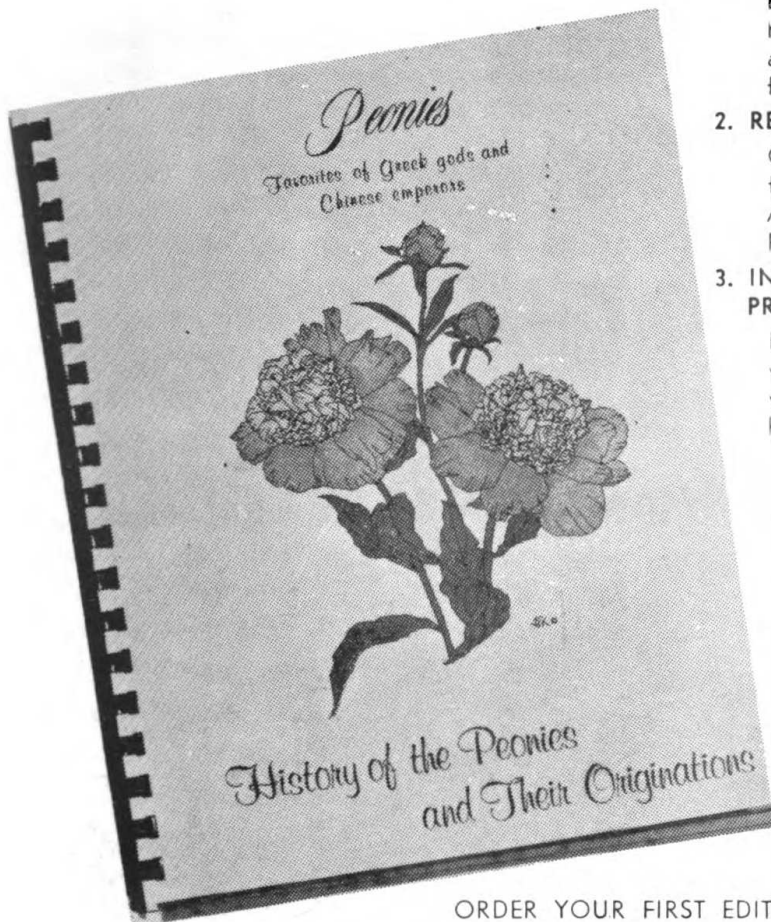 Peonies
Favorites of Greek gods and
Chinese emperors
History of the Peonies
and Their Originations
2. RE
3. IN
PR
ORDER YOUR FIRST EDIT